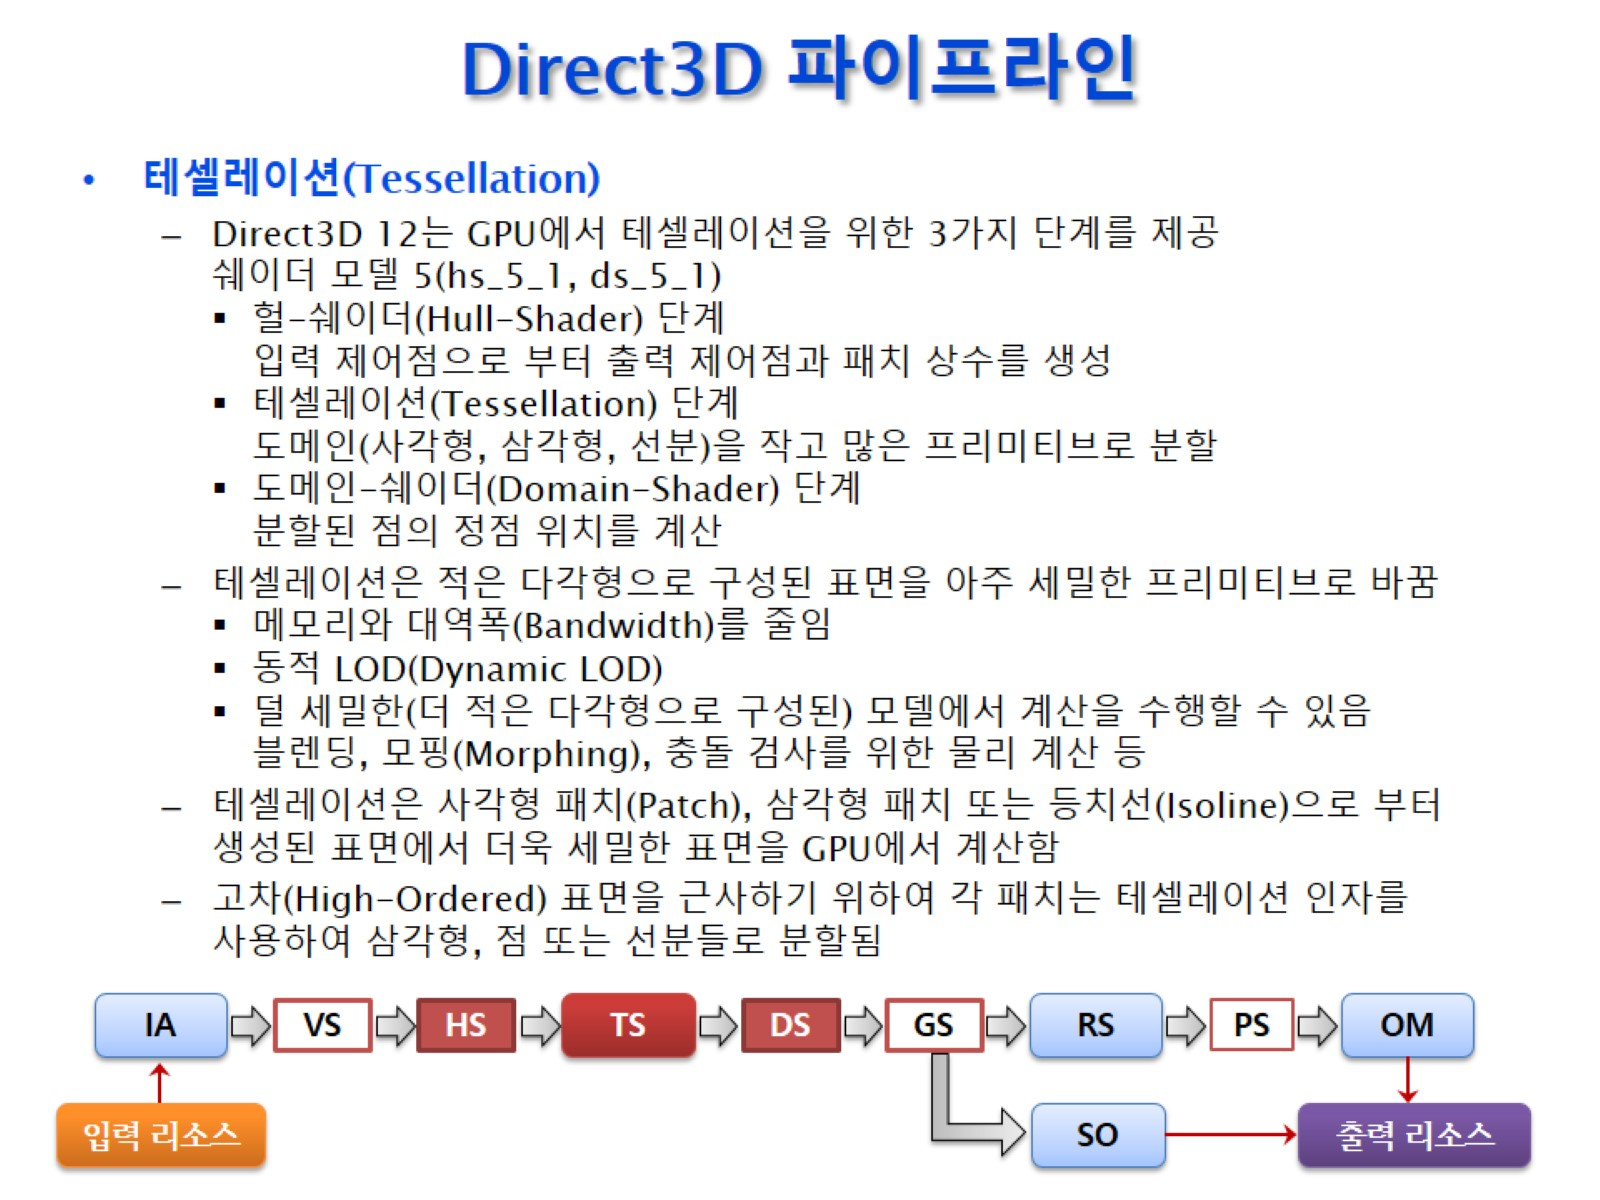 Direct3D 파이프라인
• 테셀레이션(Tessellation)
– Direct3D 12는 GPU에서 테셀레이션을 위한 3가지 단계를 제공
쉐이더 모델 5(hs_5_1, ds_5_1)
▪ 헐-쉐이더(Hull-Shader) 단계
입력 제어점으로 부터 출력 제어점과 패치 상수를 생성
▪ 테셀레이션(Tessellation) 단계
도메인(사각형, 삼각형, 선분)을 작고 많은 프리미티브로 분할
▪ 도메인-쉐이더(Domain-Shader) 단계
분할된 점의 정점 위치를 계산
– 테셀레이션은 적은 다각형으로 구성된 표면을 아주 세밀한 프리미티브로 바꿈
▪ 메모리와 대역폭(Bandwidth)를 줄임
▪ 동적 LOD(Dynamic LOD)
▪ 덜 세밀한(더 적은 다각형으로 구성된) 모델에서 계산을 수행할 수 있음
블렌딩, 모핑(Morphing), 충돌 검사를 위한 물리 계산 등
– 테셀레이션은 사각형 패치(Patch), 삼각형 패치 또는 등치선(Isoline)으로 부터
생성된 표면에서 더욱 세밀한 표면을 GPU에서 계산함
– 고차(High-Ordered) 표면을 근사하기 위하여 각 패치는 테셀레이션 인자를
사용하여 삼각형, 점 또는 선분들로 분할됨
IA VS HS TS DS GS RS PS OM
입력 리소스 SO 출력 리소스